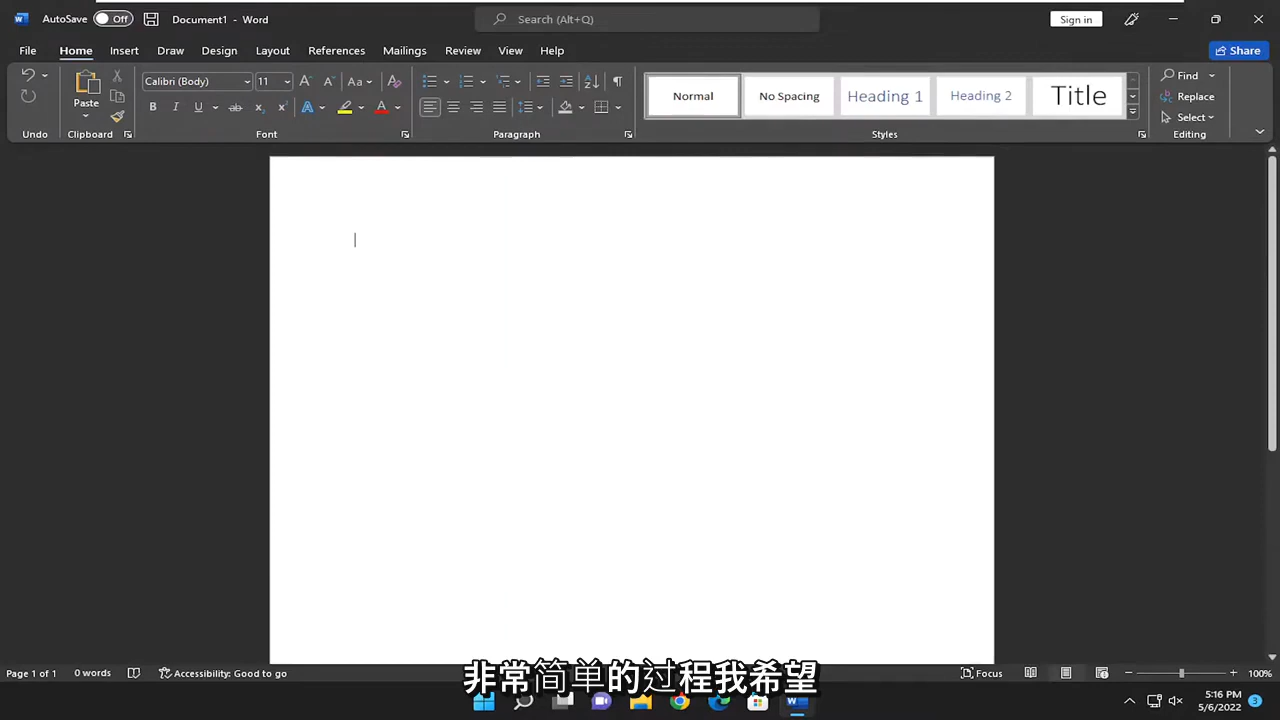 AutoSave Off Document1 - Word Search (Alt+Q) Sign in
File Home Insert Draw Design Layout References Mailings Review View Help Share
Paste Calibri (Body) 11 Aa Normal No Spacing Heading 1 Heading 2 Title Find Replace Select
Undo Clipboard Font Paragraph Styles Editing
Page 1 of 1 0 words Accessibility: Good to go Focus 100%
非常简单的过程我希望
5:16 PM
5/6/2022 3